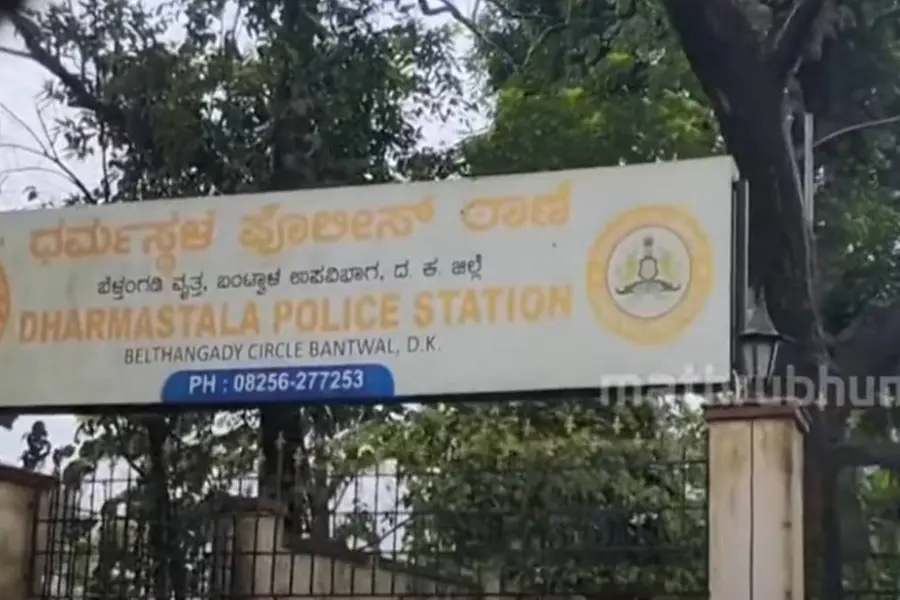 ಧರ್ಮಸ್ಥಳ ಪೊಲೀಸ್ ಠಾಣೆ
ಬೆಳ್ತಂಗಡಿ ವೃತ್ತ, ಬಂಟ್ವಾಳ ಉಪವಿಭಾಗ, ದ. ಕ. ಜಿಲ್ಲೆ
DHARMASTALA POLICE STATION
BELTHANGADY CIRCLE BANTWAL, D.K.
PH : 08256-277253